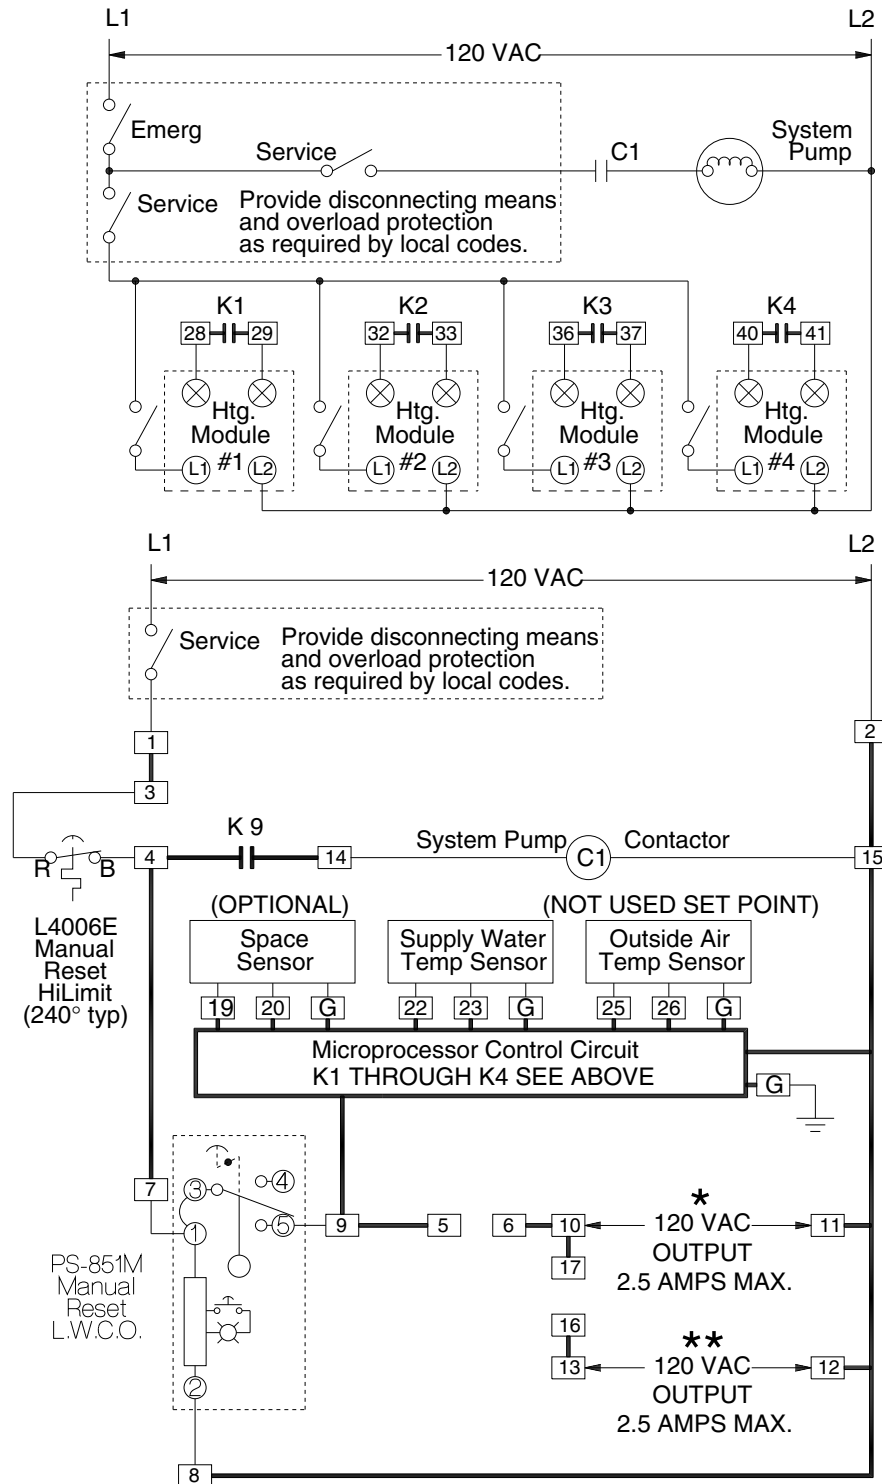 L1 L2
120 VAC
Emerg
Service C1 System Pump
Service Provide disconnecting means
and overload protection
as required by local codes.
K1 K2 K3 K4
28 29 32 33 36 37 40 41
Htg. Htg. Htg. Htg.
Module Module Module Module
#1 #2 #3 #4
L1 L2 L1 L2 L1 L2 L1 L2
L1 L2
120 VAC
Service Provide disconnecting means
and overload protection
as required by local codes.
1 2
3
K 9
R B 4 14 System Pump C1 Contactor 15
L4006E
Manual
Reset
HiLimit
(240° typ)
(OPTIONAL) (NOT USED SET POINT)
Space Supply Water Outside Air
Sensor Temp Sensor Temp Sensor
19 20 G 22 23 G 25 26 G
Microprocessor Control Circuit
K1 THROUGH K4 SEE ABOVE
G
7 3 4
1 5 9 5 6 10 * 120 VAC 11
17 OUTPUT
2.5 AMPS MAX.
PS-851M
Manual
Reset
L.W.C.O.
16
13 ** 120 VAC 12
2 OUTPUT
2.5 AMPS MAX.
8